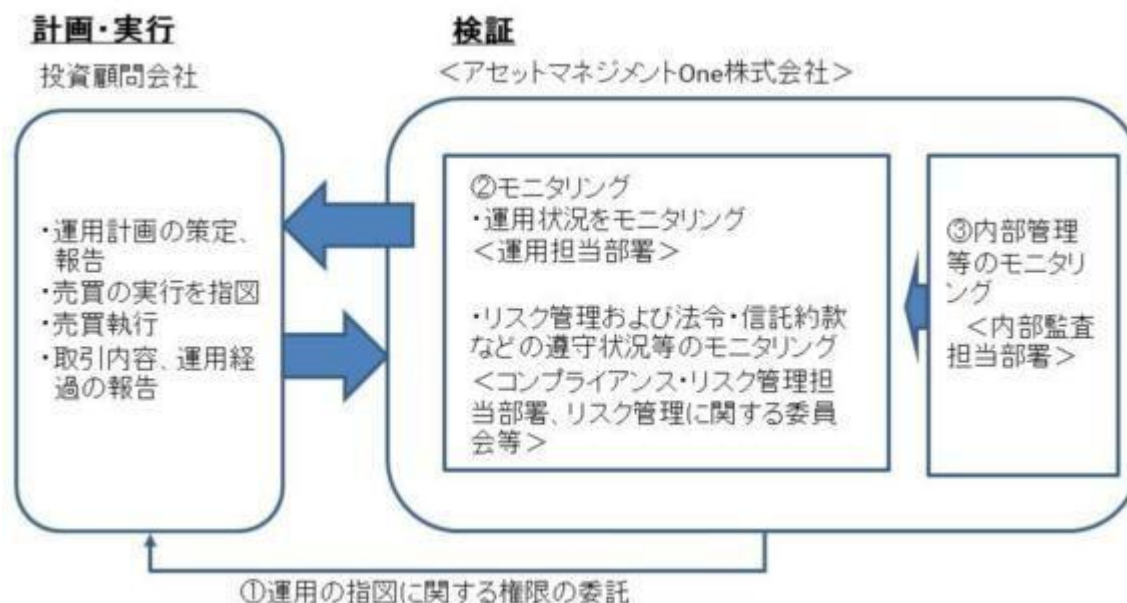 計画・実行
投資顧問会社
・運用計画の策定、
報告
・売買の実行を指図
・売買執行
・取引内容、運用経
過の報告
検証
＜アセットマネジメントOne株式会社＞
②モニタリング
・運用状況をモニタリング
＜運用担当部署＞
・リスク管理および法令・信託約款
などの遵守状況等のモニタリング
＜コンプライアンス・リスク管理担
当部署、リスク管理に関する委員
会等＞
③内部管理
等のモニタリ
ング
＜内部監査
担当部署＞
①運用の指図に関する権限の委託